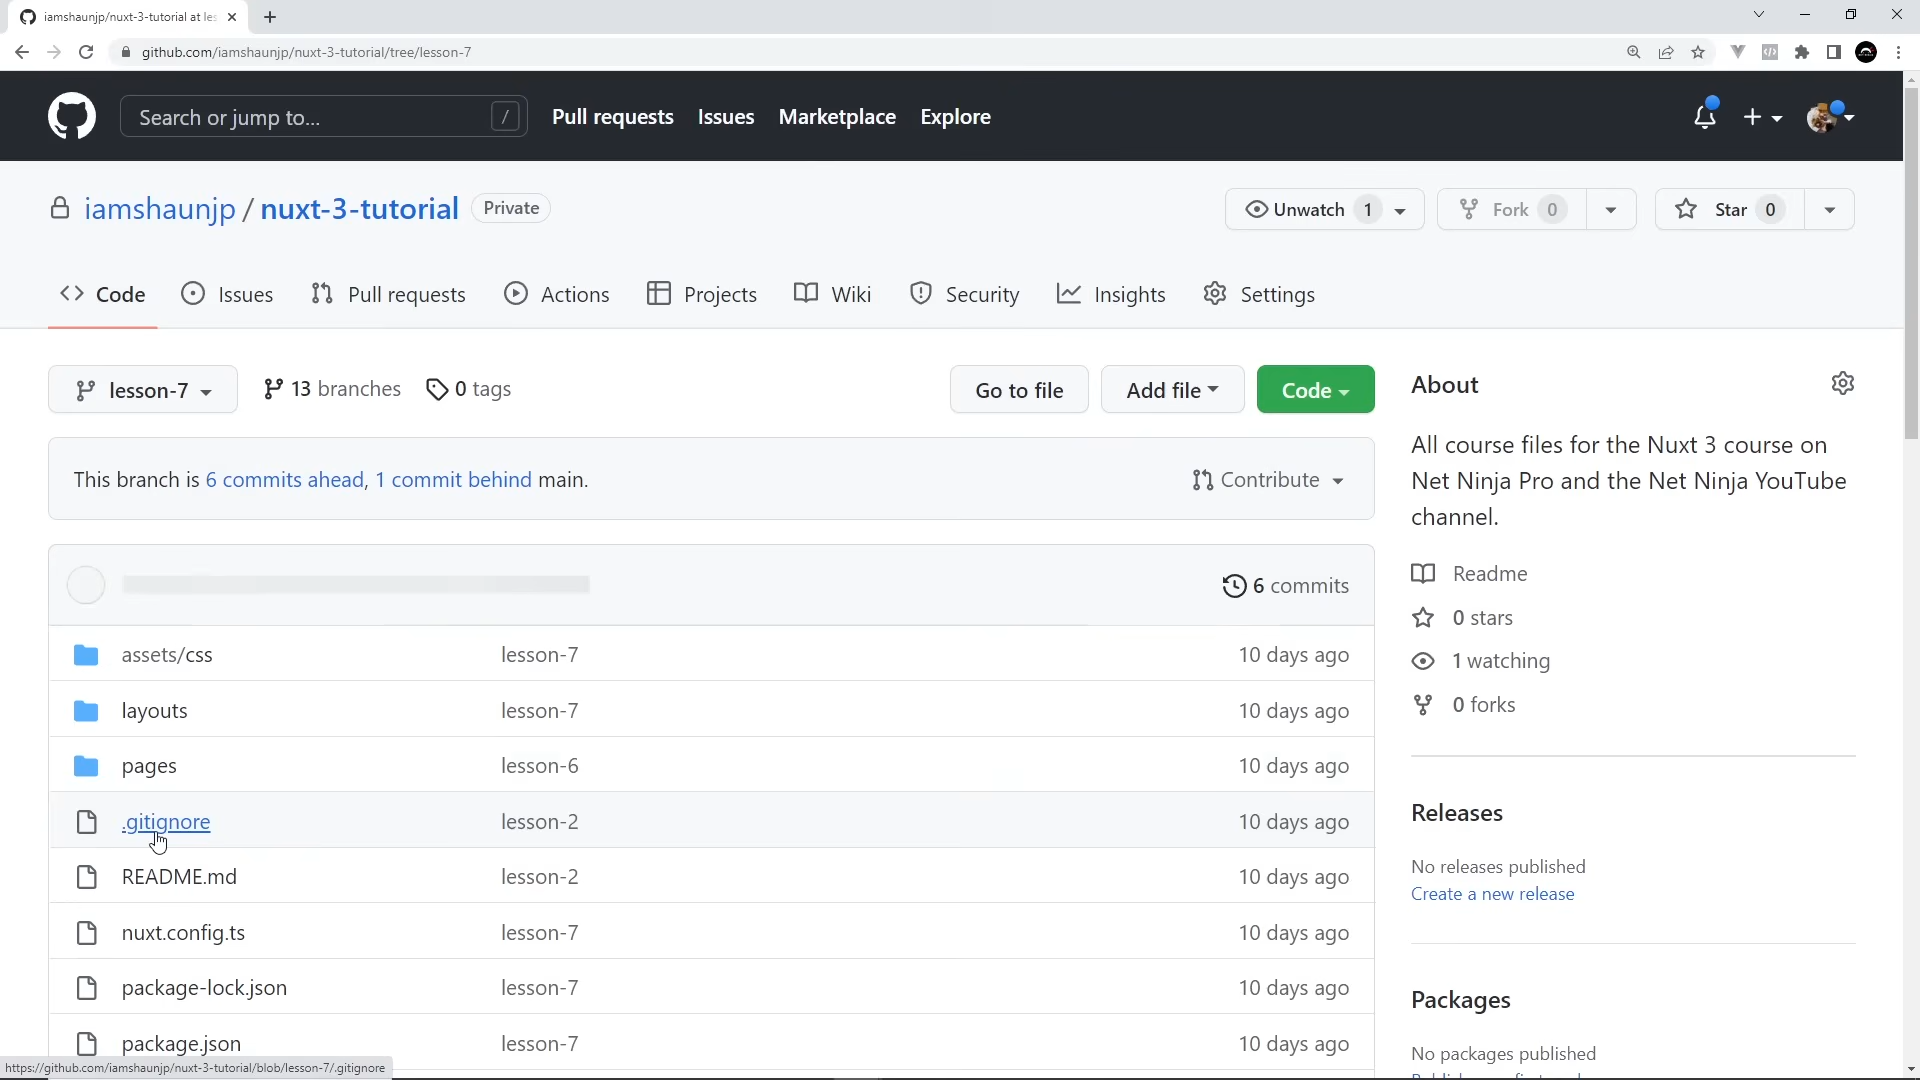 iamshaunjp/nuxt-3-tutorial at les
github.com/iamshaunjp/nuxt-3-tutorial/tree/lesson-7
Search or jump to... /
Pull requests Issues Marketplace Explore
iamshaunjp / nuxt-3-tutorial Private
Unwatch 1 Fork 0 Star 0
Code Issues Pull requests Actions Projects Wiki Security Insights Settings
lesson-7 13 branches 0 tags Go to file Add file Code
This branch is 6 commits ahead, 1 commit behind main. Contribute
6 commits
assets/css lesson-7 10 days ago
layouts lesson-7 10 days ago
pages lesson-6 10 days ago
.gitignore lesson-2 10 days ago
README.md lesson-2 10 days ago
nuxt.config.ts lesson-7 10 days ago
package-lock.json lesson-7 10 days ago
package.json lesson-7 10 days ago
About
All course files for the Nuxt 3 course on
Net Ninja Pro and the Net Ninja YouTube
channel.
Readme
0 stars
1 watching
0 forks
Releases
No releases published
Create a new release
Packages
No packages published
https://github.com/iamshaunjp/nuxt-3-tutorial/blob/lesson-7/.gitignore